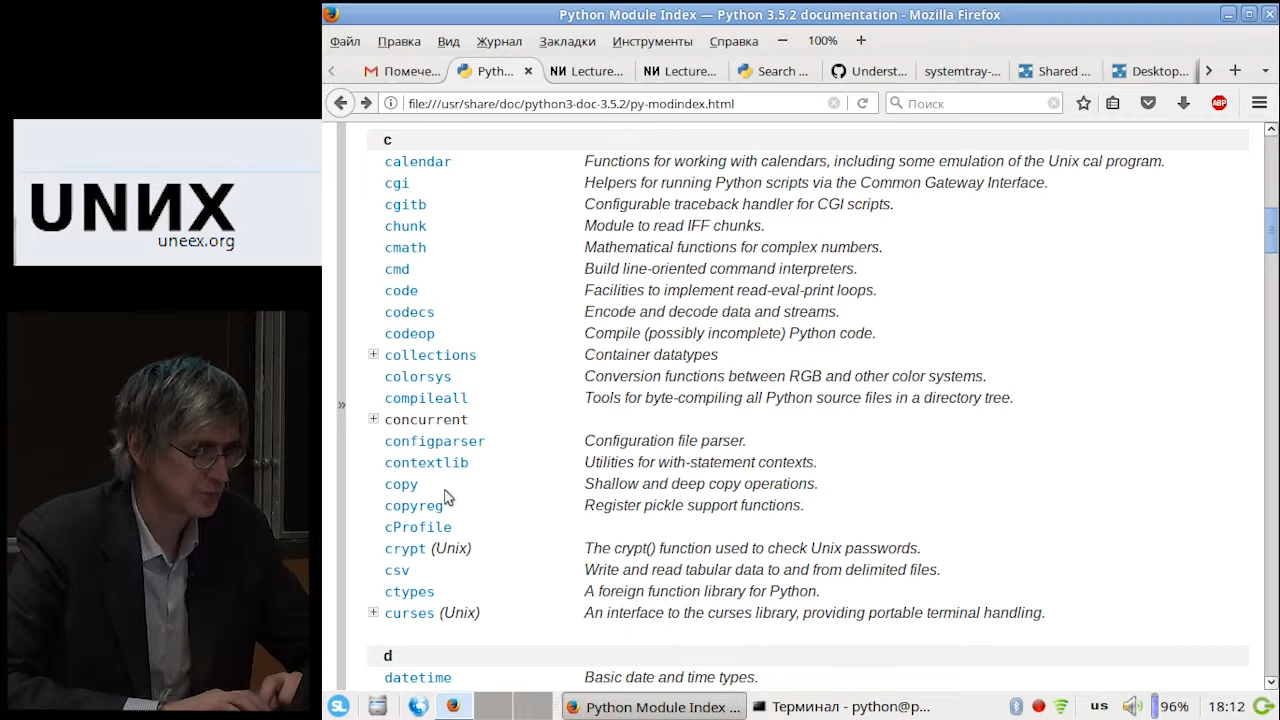 UNИX
uneex.org
Python Module Index — Python 3.5.2 documentation - Mozilla Firefox
Файл Правка Вид Журнал Закладки Инструменты Справка 100%
Помече... Pyth... Lecture... Lecture... Search ... Underst... systemtray-... Shared ... Desktop...
file:///usr/share/doc/python3-doc-3.5.2/py-modindex.html Поиск ABP
c
calendar Functions for working with calendars, including some emulation of the Unix cal program.
cgi Helpers for running Python scripts via the Common Gateway Interface.
cgitb Configurable traceback handler for CGI scripts.
chunk Module to read IFF chunks.
cmath Mathematical functions for complex numbers.
cmd Build line-oriented command interpreters.
code Facilities to implement read-eval-print loops.
codecs Encode and decode data and streams.
codeop Compile (possibly incomplete) Python code.
collections Container datatypes
colorsys Conversion functions between RGB and other color systems.
compileall Tools for byte-compiling all Python source files in a directory tree.
concurrent
configparser Configuration file parser.
contextlib Utilities for with-statement contexts.
copy Shallow and deep copy operations.
copyreg Register pickle support functions.
cProfile
crypt (Unix) The crypt() function used to check Unix passwords.
csv Write and read tabular data to and from delimited files.
ctypes A foreign function library for Python.
curses (Unix) An interface to the curses library, providing portable terminal handling.
d
datetime Basic date and time types.
SL Python Module Index ... Терминал - python@p... us 96% 18:12